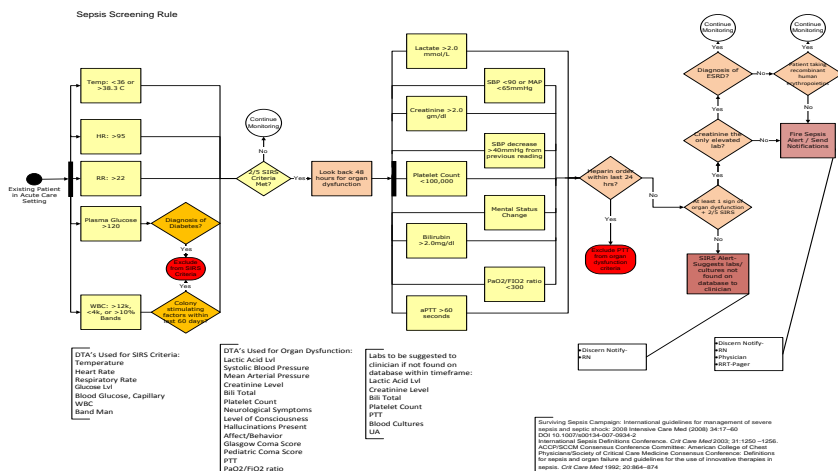 Sepsis Screening Rule
Existing Patient
in Acute Care
Setting
Temp: <36 or
>38.3 C
HR: >95
RR: >22
Plasma Glucose
>120
WBC: >12k,
<4k, or >10%
Bands
Diagnosis of
Diabetes?
Yes
Exclude
from SIRS
Criteria
Yes
Colony
stimulating
factors within
last 60 days?
Continue
Monitoring
No
2/5 SIRS
Criteria
Met?
Yes
Look back 48
hours for organ
dysfunction
Lactate >2.0
mmol/L
SBP <90 or MAP
<65mmHg
Creatinine >2.0
gm/dl
SBP decrease
>40mmHg from
previous reading
Platelet Count
<100,000
Mental Status
Change
Bilirubin
>2.0mg/dl
PaO2/FIO2 ratio
<300
aPTT >60
seconds
Heparin order
within last 24
hrs?
No
Yes
Exclude PTT
from organ
dysfunction
criteria
Continue
Monitoring
Yes
Diagnosis of
ESRD?
No
Yes
Creatinine the
only elevated
lab?
No
Yes
At least 1 sign of
organ dysfunction
+ 2/5 SIRS
No
SIRS Alert-
Suggests labs/
cultures not
found on
database to
clinician
Continue
Monitoring
Yes
Patient taking
recombinant
human
erythropoietin
No
Fire Sepsis
Alert / Send
Notifications
Discern Notify-
RN
Discern Notify-
RN
Physician
RRT-Pager
DTA's Used for SIRS Criteria:
Temperature
Heart Rate
Respiratory Rate
Glucose Lvl
Blood Glucose, Capillary
WBC
Band Man
DTA's Used for Organ Dysfunction:
Lactic Acid Lvl
Systolic Blood Pressure
Mean Arterial Pressure
Creatinine Level
Bili Total
Platelet Count
Neurological Symptoms
Level of Consciousness
Hallucinations Present
Affect/Behavior
Glasgow Coma Score
Pediatric Coma Score
PTT
PaO2/FiO2 ratio
Labs to be suggested to
clinician if not found on
database within timeframe:
Lactic Acid Lvl
Creatinine Level
Bili Total
Platelet Count
PTT
Blood Cultures
UA
Surviving Sepsis Campaign: International guidelines for management of severe
sepsis and septic shock: 2008 Intensive Care Med (2008) 34:17–60
DOI 10.1007/s00134-007-0934-2
International Sepsis Definitions Conference. Crit Care Med 2003; 31:1250 –1256.
ACCP/SCCM Consensus Conference Committee: American College of Chest
Physicians/Society of Critical Care Medicine Consensus Conference: Definitions
for sepsis and organ failure and guidelines for the use of innovative therapies in
sepsis. Crit Care Med 1992; 20:864–874